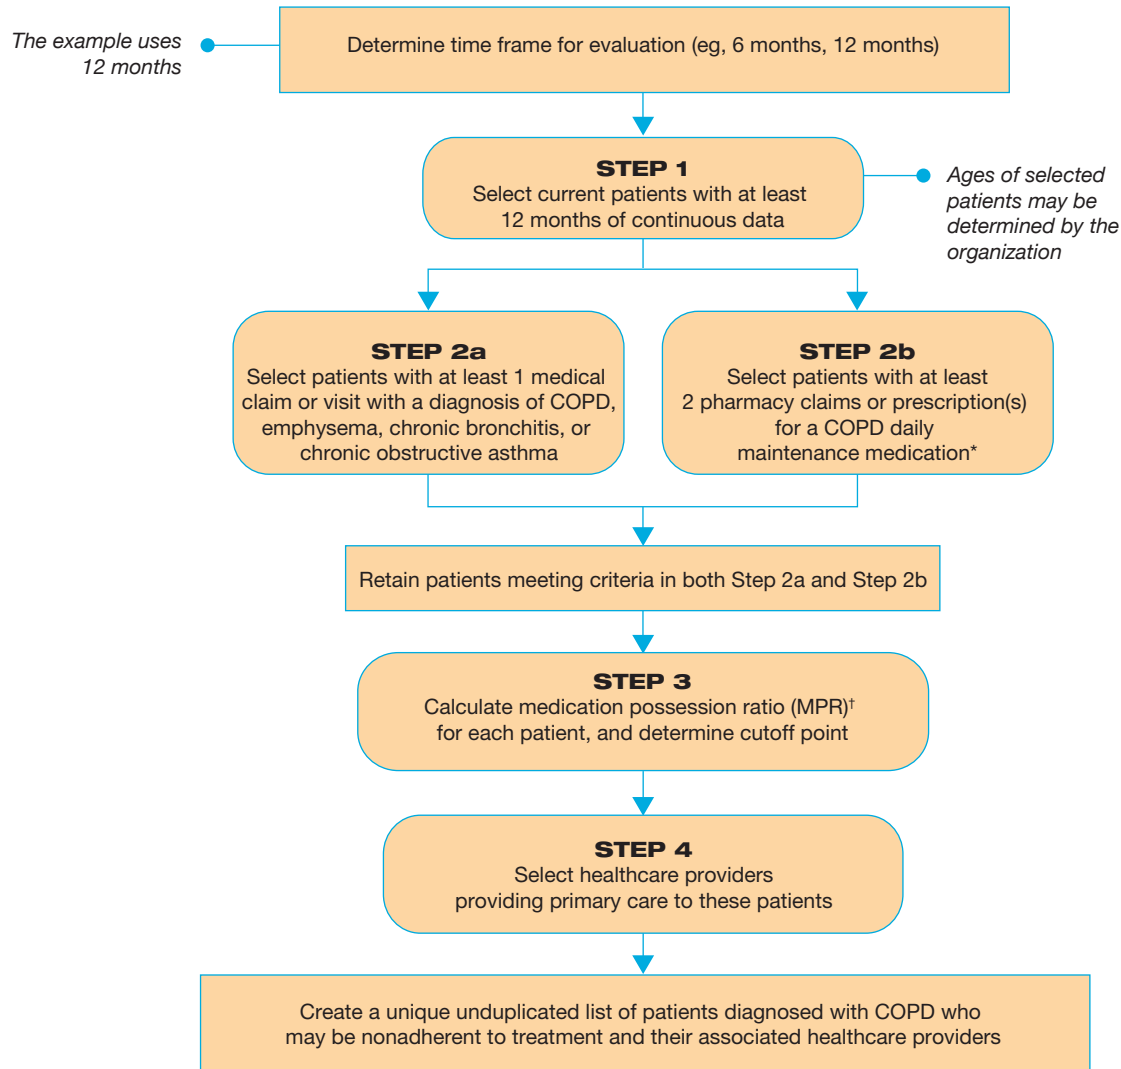 The example uses
12 months
Determine time frame for evaluation (eg, 6 months, 12 months)
STEP 1
Select current patients with at least
12 months of continuous data
Ages of selected
patients may be
determined by the
organization
STEP 2a
Select patients with at least 1 medical
claim or visit with a diagnosis of COPD,
emphysema, chronic bronchitis, or
chronic obstructive asthma
STEP 2b
Select patients with at least
2 pharmacy claims or prescription(s)
for a COPD daily
maintenance medication*
Retain patients meeting criteria in both Step 2a and Step 2b
STEP 3
Calculate medication possession ratio (MPR)†
for each patient, and determine cutoff point
STEP 4
Select healthcare providers
providing primary care to these patients
Create a unique unduplicated list of patients diagnosed with COPD who
may be nonadherent to treatment and their associated healthcare providers